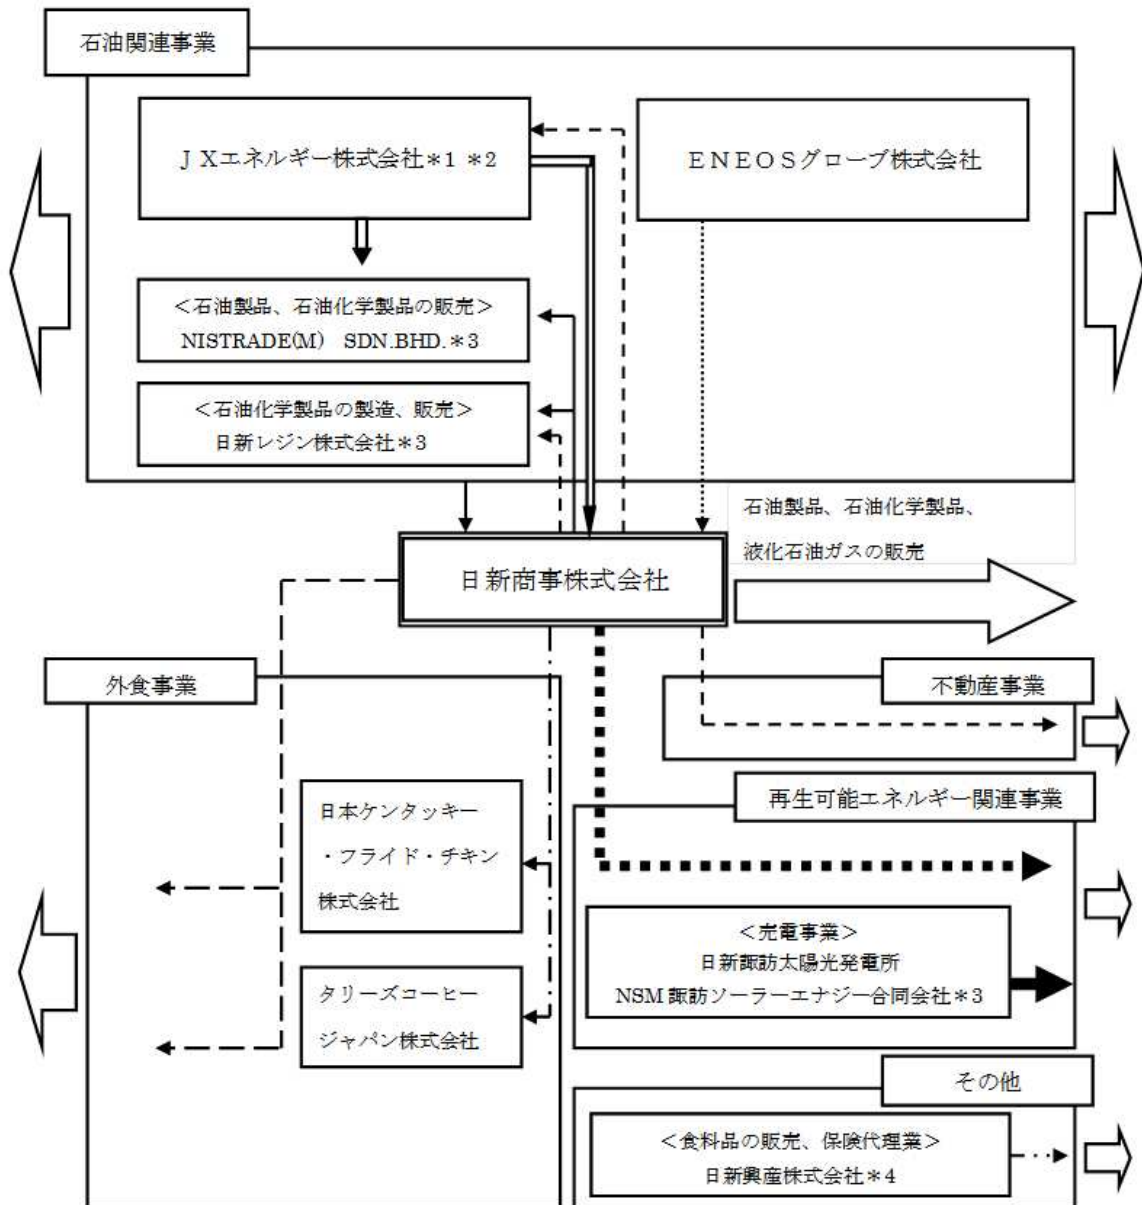 石油関連事業
ＪＸエネルギー株式会社＊1 ＊2
ＥＮＥＯＳグローブ株式会社
＜石油製品、石油化学製品の販売＞
NISTRADE(M) SDN.BHD.＊3
＜石油化学製品の製造、販売＞
日新レジン株式会社＊3
石油製品、石油化学製品、
液化石油ガスの販売
日新商事株式会社
外食事業
不動産事業
日本ケンタッキー
・フライド・チキン
株式会社
タリーズコーヒー
ジャパン株式会社
再生可能エネルギー関連事業
＜売電事業＞
日新諏訪太陽光発電所
NSM 諏訪ソーラーエナジー合同会社＊3
その他
＜食料品の販売、保険代理業＞
日新興産株式会社＊4